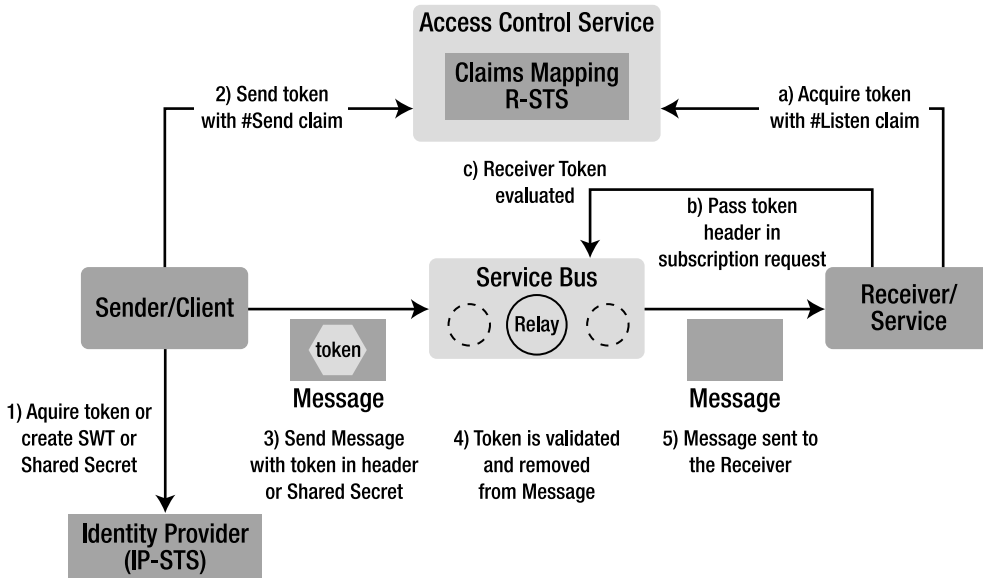 Access Control Service
Claims Mapping
R-STS
2) Send token
with #Send claim
a) Acquire token
with #Listen claim
c) Receiver Token
evaluated
b) Pass token
header in
subscription request
Sender/Client
Service Bus
Relay
Receiver/
Service
token
Message
Message
1) Aquire token or
create SWT or
Shared Secret
3) Send Message
with token in header
or Shared Secret
4) Token is validated
and removed
from Message
5) Message sent to
the Receiver
Identity Provider
(IP-STS)